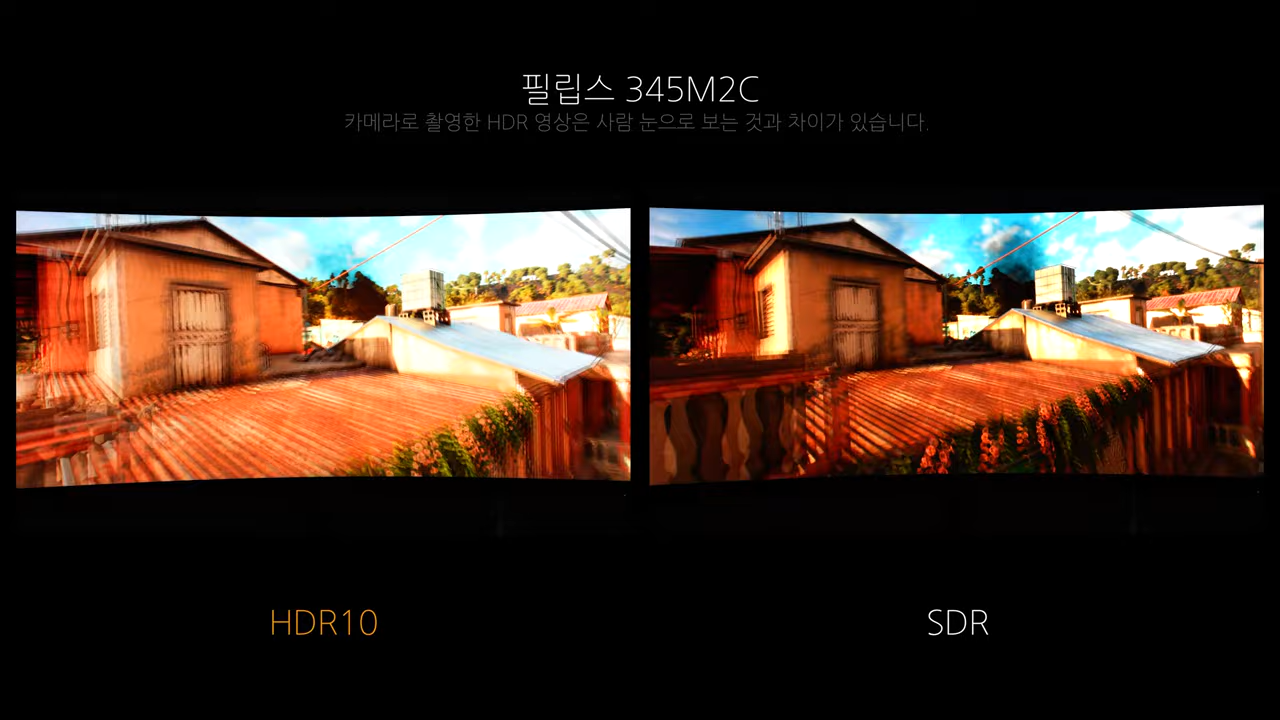 필립스 345M2C
카메라로 촬영한 HDR 영상은 사람 눈으로 보는 것과 차이가 있습니다.
HDR10
SDR